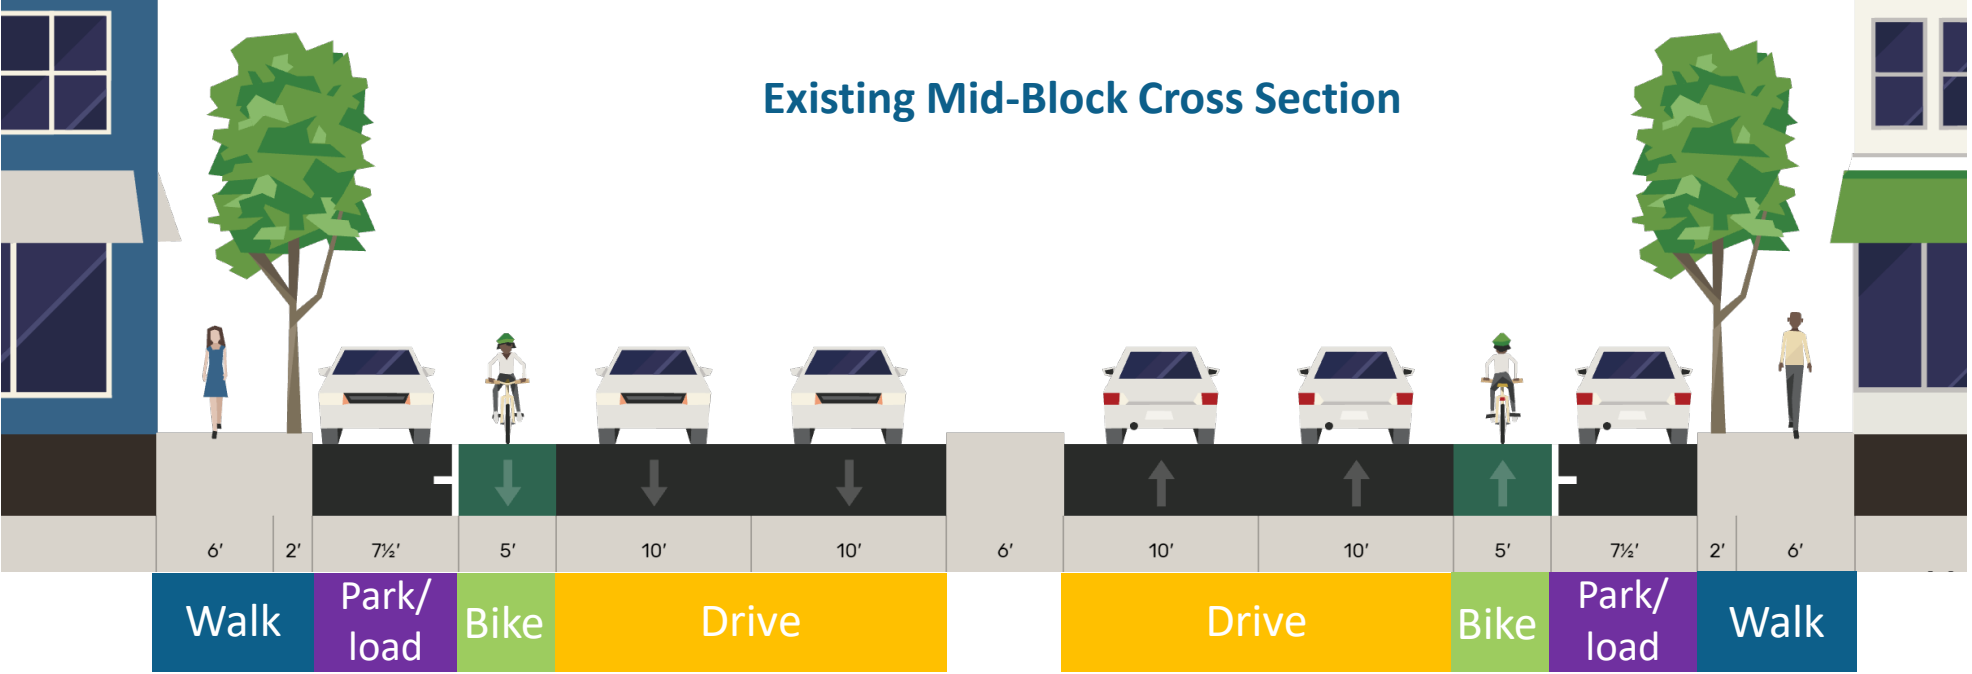 Existing Mid-Block Cross Section
6′ 2′ 7½′ 5′ 10′ 10′ 6′ 10′ 10′ 5′ 7½′ 2′ 6′
Walk
Park/
load
Bike
Drive
Drive
Bike
Park/
load
Walk